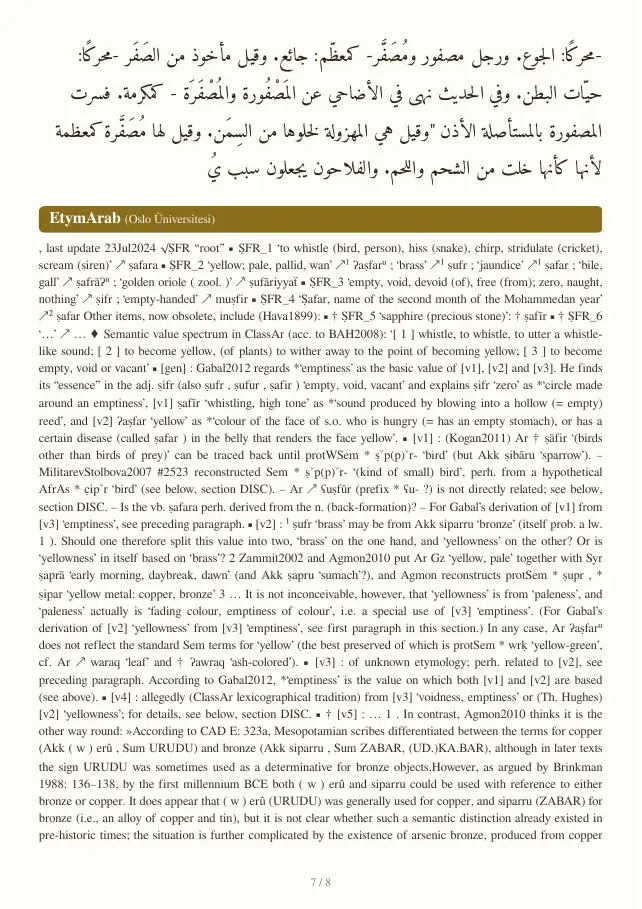 -محركًا: الجوع. ورجل مصفور ومُصَفَّر- كمعظّم: جائع. وقيل مأخوذ من الصَفَر -محركًا:
حيّات البطن. وفي الحديث نهى في الأضاحي عن المَصْفُورة والمُصْفَرَة - كمكرمة. فسرت
المصفورة بالمستأصلة الأذن "وقيل هي المهزولة لخلوها من السِمَن. وقيل لها مُصَفَّرة كمعظمة
لأنها كأنها خلت من الشحم واللحم. والفلاحون يجعلون سبب يُ
EtymArab (Oslo Üniversitesi)
, last update 23Jul2024 √ṢFR “root” ▪ ṢFR_1 ‘to whistle (bird, person), hiss (snake), chirp, stridulate (cricket),
scream (siren)’ ↗ ṣafara ▪ ṢFR_2 ‘yellow; pale, pallid, wan’ ↗¹ ʔaṣfarᵘ ; ‘brass’ ↗¹ ṣufr ; ‘jaundice’ ↗¹ ṣafar ; ‘bile,
gall’ ↗ ṣafrāʔᵘ ; ‘golden oriole ( zool. )’ ↗ ṣufāriyyaẗ ▪ ṢFR_3 ‘empty, void, devoid (of), free (from); zero, naught,
nothing’ ↗ ṣifr ; ‘empty-handed’ ↗ muṣfir ▪ ṢFR_4 ‘Ṣafar, name of the second month of the Mohammedan year’
↗² ṣafar Other items, now obsolete, include (Hava1899): ▪ † ṢFR_5 ‘sapphire (precious stone)’: † ṣafīr ▪ † ṢFR_6
‘…’ ↗ … ♦ Semantic value spectrum in ClassAr (acc. to BAH2008): ‘[ 1 ] whistle, to whistle, to utter a whistle-
like sound; [ 2 ] to become yellow, (of plants) to wither away to the point of becoming yellow; [ 3 ] to become
empty, void or vacant’ ▪ [gen] : Gabal2012 regards *‘emptiness’ as the basic value of [v1], [v2] and [v3]. He finds
its “essence” in the adj. ṣifr (also ṣufr , ṣufur , ṣafir ) ‘empty, void, vacant’ and explains ṣifr ‘zero’ as *‘circle made
around an emptiness’, [v1] ṣafīr ‘whistling, high tone’ as *‘sound produced by blowing into a hollow (= empty)
reed’, and [v2] ʔaṣfar ‘yellow’ as *‘colour of the face of s.o. who is hungry (= has an empty stomach), or has a
certain disease (called ṣafar ) in the belly that renders the face yellow’. ▪ [v1] : (Kogan2011) Ar † ṣāfir ‘(birds
other than birds of prey)’ can be traced back until protWSem * ṣ˘p(p)˘r- ‘bird’ (but Akk ṣibāru ‘sparrow’). –
MilitarevStolbova2007 #2523 reconstructed Sem * ṣ˘p(p)˘r- ‘(kind of small) bird’, perh. from a hypothetical
AfrAs * c̣ip˘r ‘bird’ (see below, section DISC). – Ar ↗ ʕuṣfūr (prefix * ʕu- ?) is not directly related; see below,
section DISC. – Is the vb. ṣafara perh. derived from the n. (back-formation)? – For Gabal’s derivation of [v1] from
[v3] ‘emptiness’, see preceding paragraph. ▪ [v2] : ¹ ṣufr ‘brass’ may be from Akk siparru ‘bronze’ (itself prob. a lw.
1 ). Should one therefore split this value into two, ‘brass’ on the one hand, and ‘yellowness’ on the other? Or is
‘yellowness’ in itself based on ‘brass’? 2 Zammit2002 and Agmon2010 put Ar Gz ‘yellow, pale’ together with Syr
ṣaprā ‘early morning, daybreak, dawn’ (and Akk ṣapru ‘sumach’?), and Agmon reconstructs protSem * ṣupr , *
ṣipar ‘yellow metal: copper, bronze’ 3 … It is not inconceivable, however, that ‘yellowness’ is from ‘paleness’, and
‘paleness’ actually is ‘fading colour, emptiness of colour’, i.e. a special use of [v3] ‘emptiness’. (For Gabal’s
derivation of [v2] ‘yellowness’ from [v3] ‘emptiness’, see first paragraph in this section.) In any case, Ar ʔaṣfarᵘ
does not reflect the standard Sem terms for ‘yellow’ (the best preserved of which is protSem * wrḳ ‘yellow-green’,
cf. Ar ↗ waraq ‘leaf’ and † ʔawraq ‘ash-colored’). ▪ [v3] : of unknown etymology; perh. related to [v2], see
preceding paragraph. According to Gabal2012, *‘emptiness’ is the value on which both [v1] and [v2] are based
(see above). ▪ [v4] : allegedly (ClassAr lexicographical tradition) from [v3] ‘voidness, emptiness’ or (Th. Hughes)
[v2] ‘yellowness’; for details, see below, section DISC. ▪ † [v5] : … 1 . In contrast, Agmon2010 thinks it is the
other way round: »According to CAD E: 323a, Mesopotamian scribes differentiated between the terms for copper
(Akk ( w ) erû , Sum URUDU) and bronze (Akk siparru , Sum ZABAR, (UD.)KA.BAR), although in later texts
the sign URUDU was sometimes used as a determinative for bronze objects.However, as argued by Brinkman
1988: 136–138, by the first millennium BCE both ( w ) erû and siparru could be used with reference to either
bronze or copper. It does appear that ( w ) erû (URUDU) was generally used for copper, and siparru (ZABAR) for
bronze (i.e., an alloy of copper and tin), but it is not clear whether such a semantic distinction already existed in
pre-historic times; the situation is further complicated by the existence of arsenic bronze, produced from copper
7 / 8